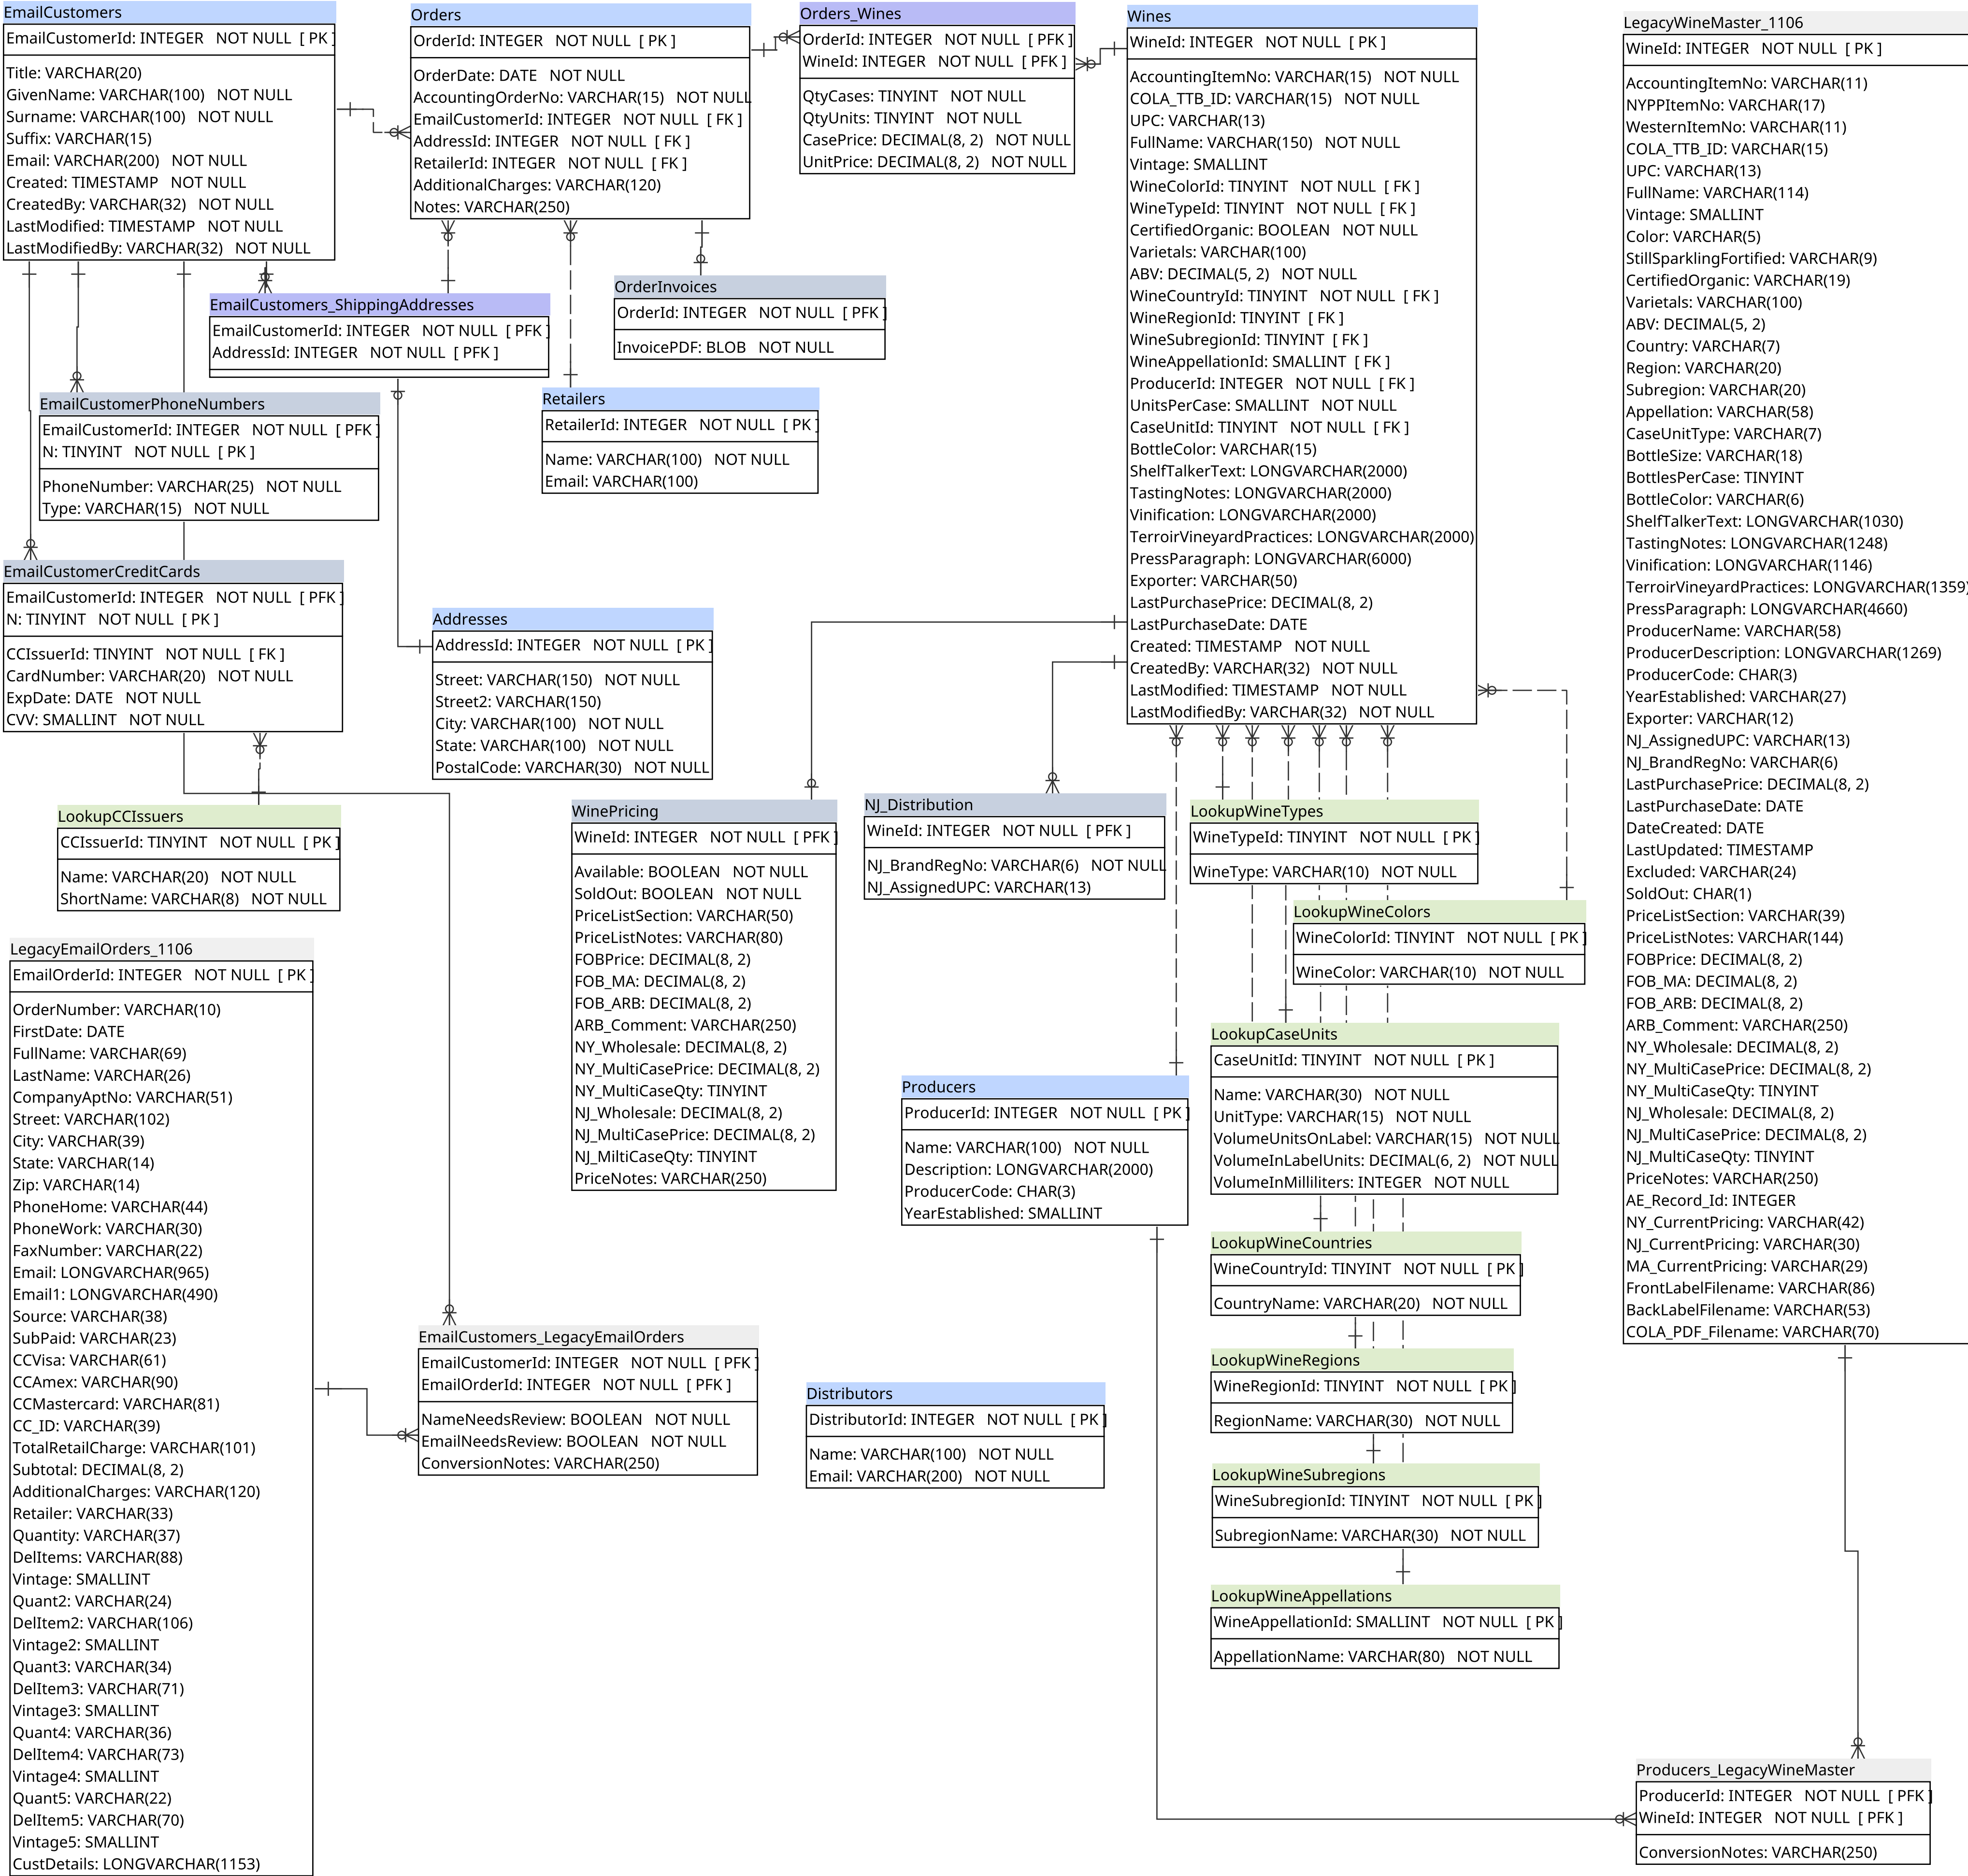 EmailCustomers
EmailCustomerId: INTEGER   NOT NULL  [ PK ]
Title: VARCHAR(20)
GivenName: VARCHAR(100)   NOT NULL
Surname: VARCHAR(100)   NOT NULL
Suffix: VARCHAR(15)
Email: VARCHAR(200)   NOT NULL
Created: TIMESTAMP   NOT NULL
CreatedBy: VARCHAR(32)   NOT NULL
LastModified: TIMESTAMP   NOT NULL
LastModifiedBy: VARCHAR(32)   NOT NULL
Orders
OrderId: INTEGER   NOT NULL  [ PK ]
OrderDate: DATE   NOT NULL
AccountingOrderNo: VARCHAR(15)   NOT NULL
EmailCustomerId: INTEGER   NOT NULL  [ FK ]
AddressId: INTEGER   NOT NULL  [ FK ]
RetailerId: INTEGER   NOT NULL  [ FK ]
AdditionalCharges: VARCHAR(120)
Notes: VARCHAR(250)
Orders_Wines
OrderId: INTEGER   NOT NULL  [ PFK ]
WineId: INTEGER   NOT NULL  [ PFK ]
QtyCases: TINYINT   NOT NULL
QtyUnits: TINYINT   NOT NULL
CasePrice: DECIMAL(8, 2)   NOT NULL
UnitPrice: DECIMAL(8, 2)   NOT NULL
Wines
WineId: INTEGER   NOT NULL  [ PK ]
AccountingItemNo: VARCHAR(15)   NOT NULL
COLA_TTB_ID: VARCHAR(15)   NOT NULL
UPC: VARCHAR(13)
FullName: VARCHAR(150)   NOT NULL
Vintage: SMALLINT
WineColorId: TINYINT   NOT NULL  [ FK ]
WineTypeId: TINYINT   NOT NULL  [ FK ]
CertifiedOrganic: BOOLEAN   NOT NULL
Varietals: VARCHAR(100)
ABV: DECIMAL(5, 2)   NOT NULL
WineCountryId: TINYINT   NOT NULL  [ FK ]
WineRegionId: TINYINT  [ FK ]
WineSubregionId: TINYINT  [ FK ]
WineAppellationId: SMALLINT  [ FK ]
ProducerId: INTEGER   NOT NULL  [ FK ]
UnitsPerCase: SMALLINT   NOT NULL
CaseUnitId: TINYINT   NOT NULL  [ FK ]
BottleColor: VARCHAR(15)
ShelfTalkerText: LONGVARCHAR(2000)
TastingNotes: LONGVARCHAR(2000)
Vinification: LONGVARCHAR(2000)
TerroirVineyardPractices: LONGVARCHAR(2000)
PressParagraph: LONGVARCHAR(6000)
Exporter: VARCHAR(50)
LastPurchasePrice: DECIMAL(8, 2)
LastPurchaseDate: DATE
Created: TIMESTAMP   NOT NULL
CreatedBy: VARCHAR(32)   NOT NULL
LastModified: TIMESTAMP   NOT NULL
LastModifiedBy: VARCHAR(32)   NOT NULL
LegacyWineMaster_1106
WineId: INTEGER   NOT NULL  [ PK ]
AccountingItemNo: VARCHAR(11)
NYPPItemNo: VARCHAR(17)
WesternItemNo: VARCHAR(11)
COLA_TTB_ID: VARCHAR(15)
UPC: VARCHAR(13)
FullName: VARCHAR(114)
Vintage: SMALLINT
Color: VARCHAR(5)
StillSparklingFortified: VARCHAR(9)
CertifiedOrganic: VARCHAR(19)
Varietals: VARCHAR(100)
ABV: DECIMAL(5, 2)
Country: VARCHAR(7)
Region: VARCHAR(20)
Subregion: VARCHAR(20)
Appellation: VARCHAR(58)
CaseUnitType: VARCHAR(7)
BottleSize: VARCHAR(18)
BottlesPerCase: TINYINT
BottleColor: VARCHAR(6)
ShelfTalkerText: LONGVARCHAR(1030)
TastingNotes: LONGVARCHAR(1248)
Vinification: LONGVARCHAR(1146)
TerroirVineyardPractices: LONGVARCHAR(1359)
PressParagraph: LONGVARCHAR(4660)
ProducerName: VARCHAR(58)
ProducerDescription: LONGVARCHAR(1269)
ProducerCode: CHAR(3)
YearEstablished: VARCHAR(27)
Exporter: VARCHAR(12)
NJ_AssignedUPC: VARCHAR(13)
NJ_BrandRegNo: VARCHAR(6)
LastPurchasePrice: DECIMAL(8, 2)
LastPurchaseDate: DATE
DateCreated: DATE
LastUpdated: TIMESTAMP
Excluded: VARCHAR(24)
SoldOut: CHAR(1)
PriceListSection: VARCHAR(39)
PriceListNotes: VARCHAR(144)
FOBPrice: DECIMAL(8, 2)
FOB_MA: DECIMAL(8, 2)
FOB_ARB: DECIMAL(8, 2)
ARB_Comment: VARCHAR(250)
NY_Wholesale: DECIMAL(8, 2)
NY_MultiCasePrice: DECIMAL(8, 2)
NY_MultiCaseQty: TINYINT
NJ_Wholesale: DECIMAL(8, 2)
NJ_MultiCasePrice: DECIMAL(8, 2)
NJ_MultiCaseQty: TINYINT
PriceNotes: VARCHAR(250)
AE_Record_Id: INTEGER
NY_CurrentPricing: VARCHAR(42)
NJ_CurrentPricing: VARCHAR(30)
MA_CurrentPricing: VARCHAR(29)
FrontLabelFilename: VARCHAR(86)
BackLabelFilename: VARCHAR(53)
COLA_PDF_Filename: VARCHAR(70)
EmailCustomers_ShippingAddresses
EmailCustomerId: INTEGER   NOT NULL  [ PFK ]
AddressId: INTEGER   NOT NULL  [ PFK ]
OrderInvoices
OrderId: INTEGER   NOT NULL  [ PFK ]
InvoicePDF: BLOB   NOT NULL
EmailCustomerPhoneNumbers
EmailCustomerId: INTEGER   NOT NULL  [ PFK ]
N: TINYINT   NOT NULL  [ PK ]
PhoneNumber: VARCHAR(25)   NOT NULL
Type: VARCHAR(15)   NOT NULL
Retailers
RetailerId: INTEGER   NOT NULL  [ PK ]
Name: VARCHAR(100)   NOT NULL
Email: VARCHAR(100)
EmailCustomerCreditCards
EmailCustomerId: INTEGER   NOT NULL  [ PFK ]
N: TINYINT   NOT NULL  [ PK ]
CCIssuerId: TINYINT   NOT NULL  [ FK ]
CardNumber: VARCHAR(20)   NOT NULL
ExpDate: DATE   NOT NULL
CVV: SMALLINT   NOT NULL
Addresses
AddressId: INTEGER   NOT NULL  [ PK ]
Street: VARCHAR(150)   NOT NULL
Street2: VARCHAR(150)
City: VARCHAR(100)   NOT NULL
State: VARCHAR(100)   NOT NULL
PostalCode: VARCHAR(30)   NOT NULL
LookupCCIssuers
CCIssuerId: TINYINT   NOT NULL  [ PK ]
Name: VARCHAR(20)   NOT NULL
ShortName: VARCHAR(8)   NOT NULL
WinePricing
WineId: INTEGER   NOT NULL  [ PFK ]
Available: BOOLEAN   NOT NULL
SoldOut: BOOLEAN   NOT NULL
PriceListSection: VARCHAR(50)
PriceListNotes: VARCHAR(80)
FOBPrice: DECIMAL(8, 2)
FOB_MA: DECIMAL(8, 2)
FOB_ARB: DECIMAL(8, 2)
ARB_Comment: VARCHAR(250)
NY_Wholesale: DECIMAL(8, 2)
NY_MultiCasePrice: DECIMAL(8, 2)
NY_MultiCaseQty: TINYINT
NJ_Wholesale: DECIMAL(8, 2)
NJ_MultiCasePrice: DECIMAL(8, 2)
NJ_MiltiCaseQty: TINYINT
PriceNotes: VARCHAR(250)
NJ_Distribution
WineId: INTEGER   NOT NULL  [ PFK ]
NJ_BrandRegNo: VARCHAR(6)   NOT NULL
NJ_AssignedUPC: VARCHAR(13)
LookupWineTypes
WineTypeId: TINYINT   NOT NULL  [ PK ]
WineType: VARCHAR(10)   NOT NULL
LookupWineColors
WineColorId: TINYINT   NOT NULL  [ PK ]
WineColor: VARCHAR(10)   NOT NULL
LookupCaseUnits
CaseUnitId: TINYINT   NOT NULL  [ PK ]
Name: VARCHAR(30)   NOT NULL
UnitType: VARCHAR(15)   NOT NULL
VolumeUnitsOnLabel: VARCHAR(15)   NOT NULL
VolumeInLabelUnits: DECIMAL(6, 2)   NOT NULL
VolumeInMilliliters: INTEGER   NOT NULL
Producers
ProducerId: INTEGER   NOT NULL  [ PK ]
Name: VARCHAR(100)   NOT NULL
Description: LONGVARCHAR(2000)
ProducerCode: CHAR(3)
YearEstablished: SMALLINT
LookupWineCountries
WineCountryId: TINYINT   NOT NULL  [ PK ]
CountryName: VARCHAR(20)   NOT NULL
LookupWineRegions
WineRegionId: TINYINT   NOT NULL  [ PK ]
RegionName: VARCHAR(30)   NOT NULL
LookupWineSubregions
WineSubregionId: TINYINT   NOT NULL  [ PK ]
SubregionName: VARCHAR(30)   NOT NULL
LookupWineAppellations
WineAppellationId: SMALLINT   NOT NULL  [ PK ]
AppellationName: VARCHAR(80)   NOT NULL
LegacyEmailOrders_1106
EmailOrderId: INTEGER   NOT NULL  [ PK ]
OrderNumber: VARCHAR(10)
FirstDate: DATE
FullName: VARCHAR(69)
LastName: VARCHAR(26)
CompanyAptNo: VARCHAR(51)
Street: VARCHAR(102)
City: VARCHAR(39)
State: VARCHAR(14)
Zip: VARCHAR(14)
PhoneHome: VARCHAR(44)
PhoneWork: VARCHAR(30)
FaxNumber: VARCHAR(22)
Email: LONGVARCHAR(965)
Email1: LONGVARCHAR(490)
Source: VARCHAR(38)
SubPaid: VARCHAR(23)
CCVisa: VARCHAR(61)
CCAmex: VARCHAR(90)
CCMastercard: VARCHAR(81)
CC_ID: VARCHAR(39)
TotalRetailCharge: VARCHAR(101)
Subtotal: DECIMAL(8, 2)
AdditionalCharges: VARCHAR(120)
Retailer: VARCHAR(33)
Quantity: VARCHAR(37)
DelItems: VARCHAR(88)
Vintage: SMALLINT
Quant2: VARCHAR(24)
DelItem2: VARCHAR(106)
Vintage2: SMALLINT
Quant3: VARCHAR(34)
DelItem3: VARCHAR(71)
Vintage3: SMALLINT
Quant4: VARCHAR(36)
DelItem4: VARCHAR(73)
Vintage4: SMALLINT
Quant5: VARCHAR(22)
DelItem5: VARCHAR(70)
Vintage5: SMALLINT
CustDetails: LONGVARCHAR(1153)
EmailCustomers_LegacyEmailOrders
EmailCustomerId: INTEGER   NOT NULL  [ PFK ]
EmailOrderId: INTEGER   NOT NULL  [ PFK ]
NameNeedsReview: BOOLEAN   NOT NULL
EmailNeedsReview: BOOLEAN   NOT NULL
ConversionNotes: VARCHAR(250)
Distributors
DistributorId: INTEGER   NOT NULL  [ PK ]
Name: VARCHAR(100)   NOT NULL
Email: VARCHAR(200)   NOT NULL
Producers_LegacyWineMaster
ProducerId: INTEGER   NOT NULL  [ PFK ]
WineId: INTEGER   NOT NULL  [ PFK ]
ConversionNotes: VARCHAR(250)